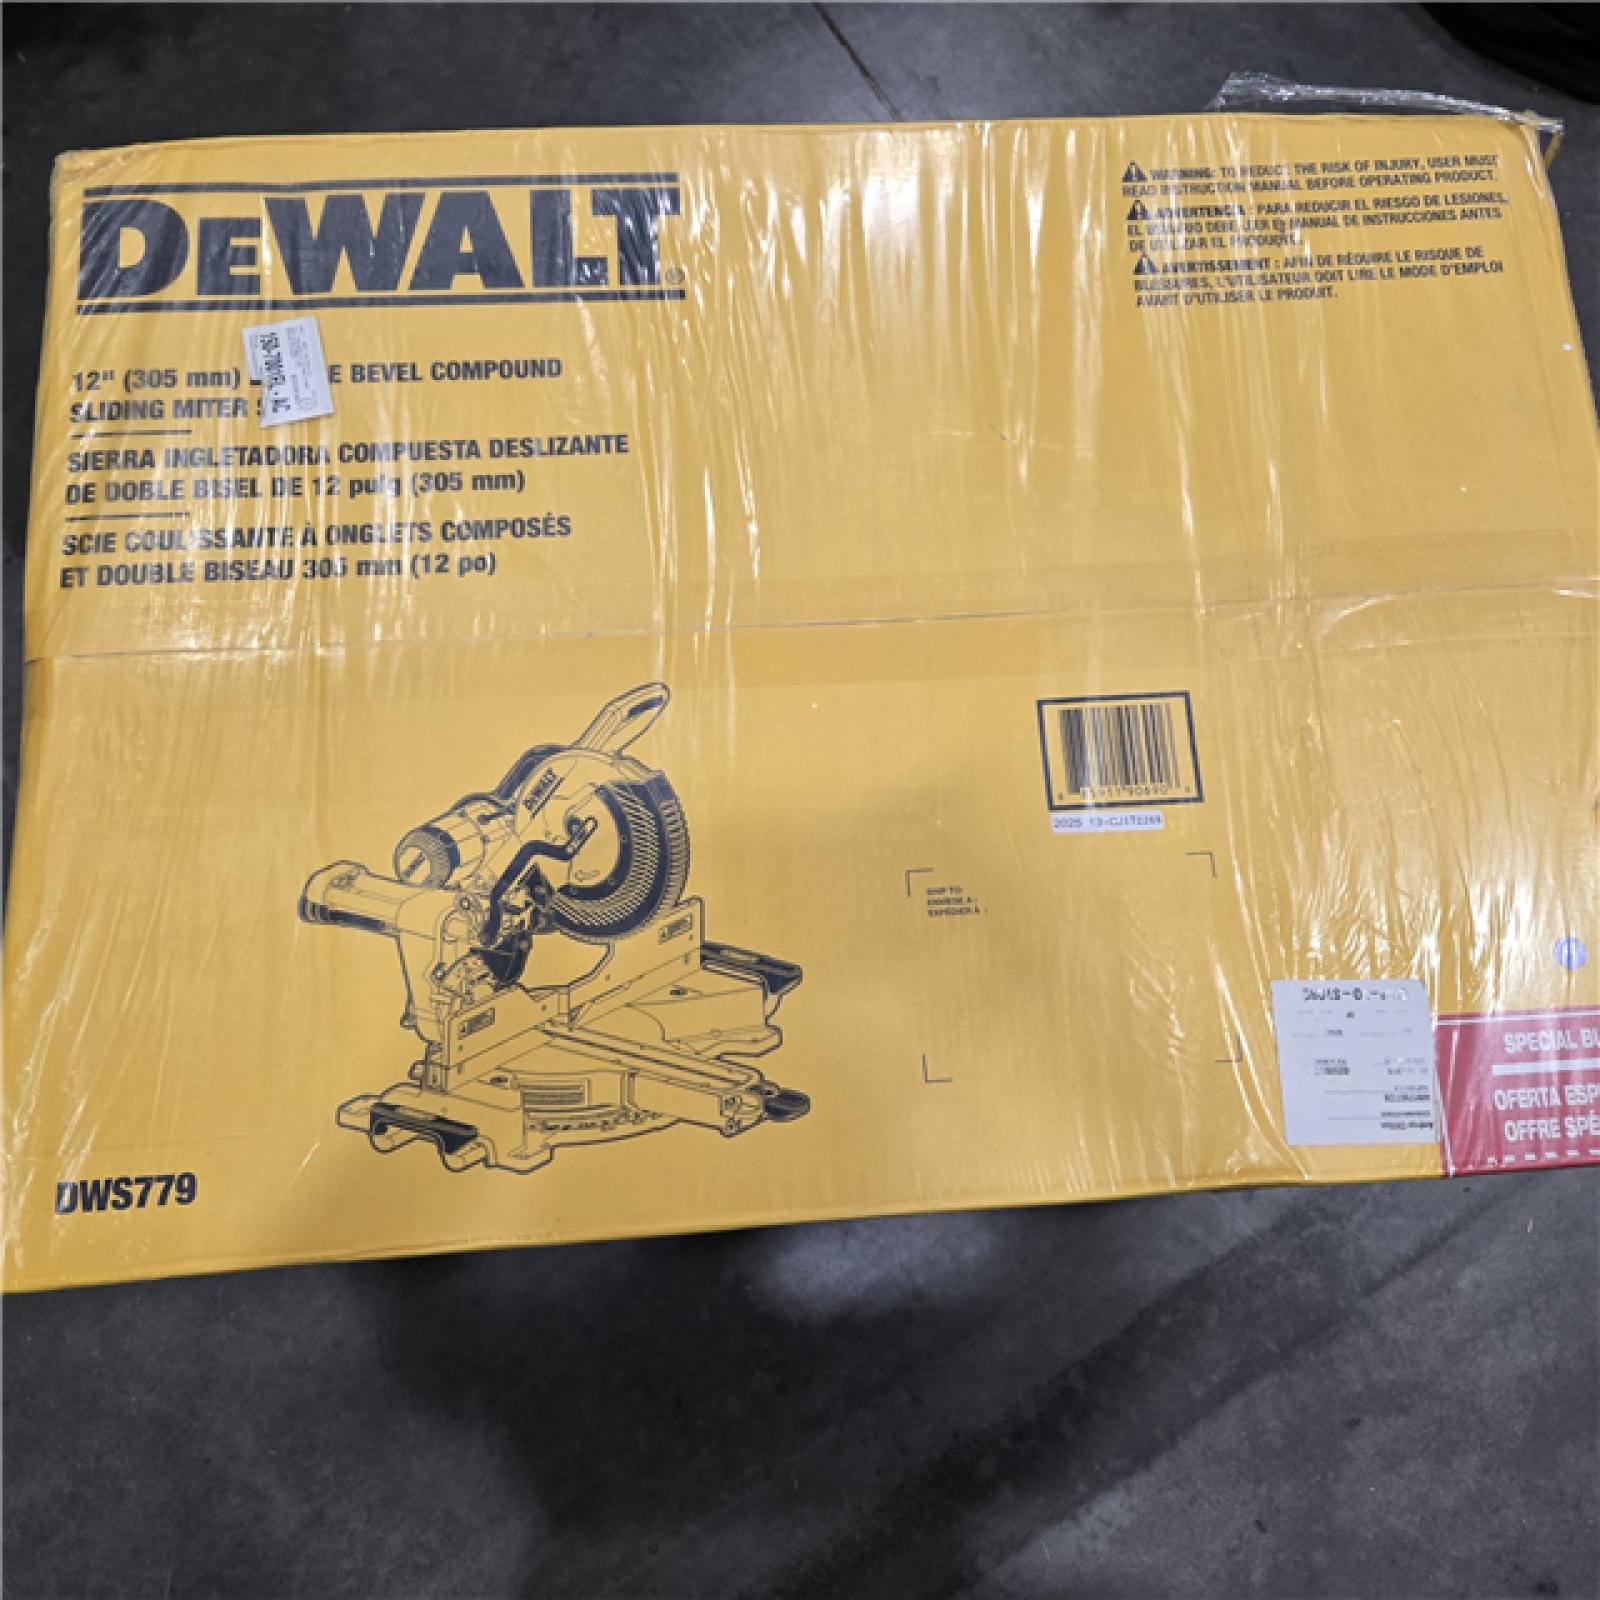 DEWALT
12" (305 mm) E BEVEL COMPOUND
SLIDING MITER S
SIERRA INGLETADORA COMPUESTA DESLIZANTE
DE DOBLE BISEL DE 12 pulg (305 mm)
SCIE COULISSANTE À ONGLETS COMPOSÉS
ET DOUBLE BISEAU 305 mm (12 po)
WARNING: TO REDUCE THE RISK OF INJURY, USER MUST
READ INSTRUCTION MANUAL BEFORE OPERATING PRODUCT.
ADVERTENCIA : PARA REDUCIR EL RIESGO DE LESIONES,
EL USUARIO DEBE LEER EL MANUAL DE INSTRUCCIONES ANTES
DE UTILIZAR EL PRODUCTO.
AVERTISSEMENT : AFIN DE RÉDUIRE LE RISQUE DE
BLESSURES, L'UTILISATEUR DOIT LIRE LE MODE D'EMPLOI
AVANT D'UTILISER LE PRODUIT.
DEWALT
SHIP TO:
ENVÍESE A :
EXPÉDIER À :
SPECIAL BU
OFERTA ESP
OFFRE SPÉ
DWS779